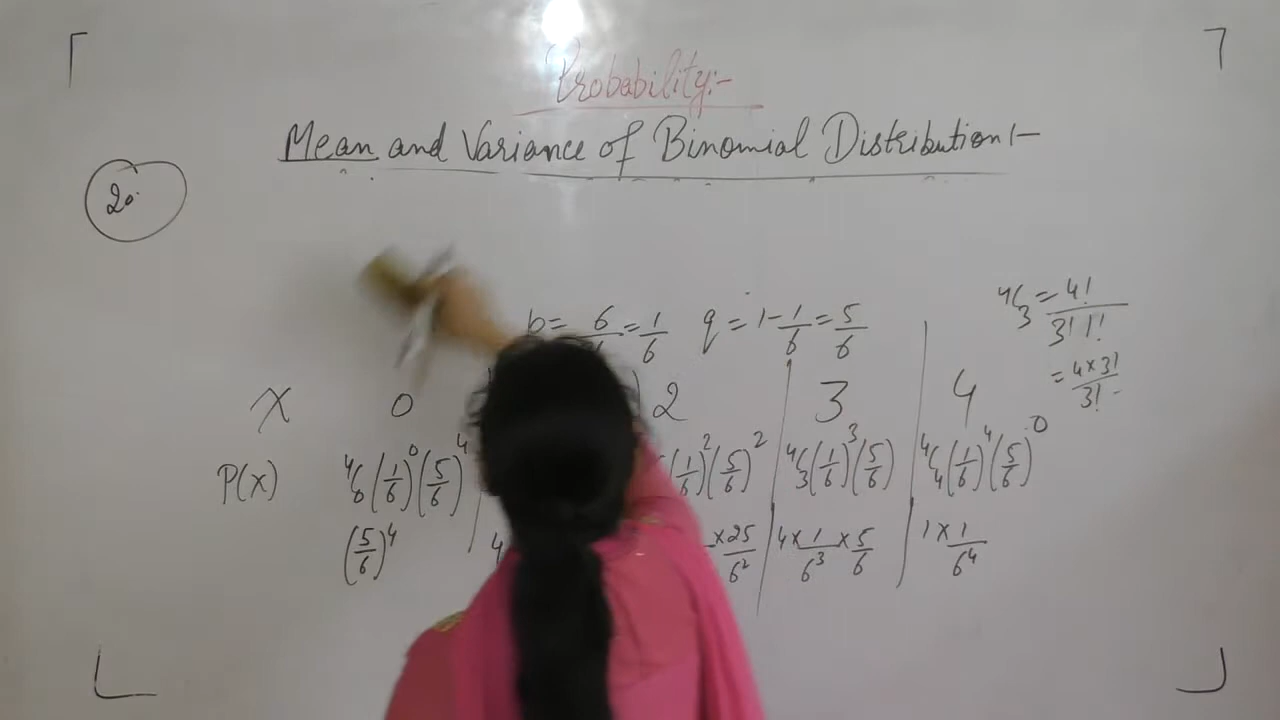 Probability:-
Mean and Variance of Binomial Distribution:-
20.
p = 6/ = 1/6 q = 1 - 1/6 = 5/6
⁴C₃ = 4!/3! 1!
= 4×3!/3!
X 0 2 3 4
P(x) ⁴C₀ (1/6)⁰ (5/6)⁴ (1/6)² (5/6)² ⁴C₃ (1/6)³ (5/6) ⁴C₄ (1/6)⁴ (5/6)⁰
(5/6)⁴ 4 × 25/6² 4 × 1/6³ × 5/6 1 × 1/6⁴